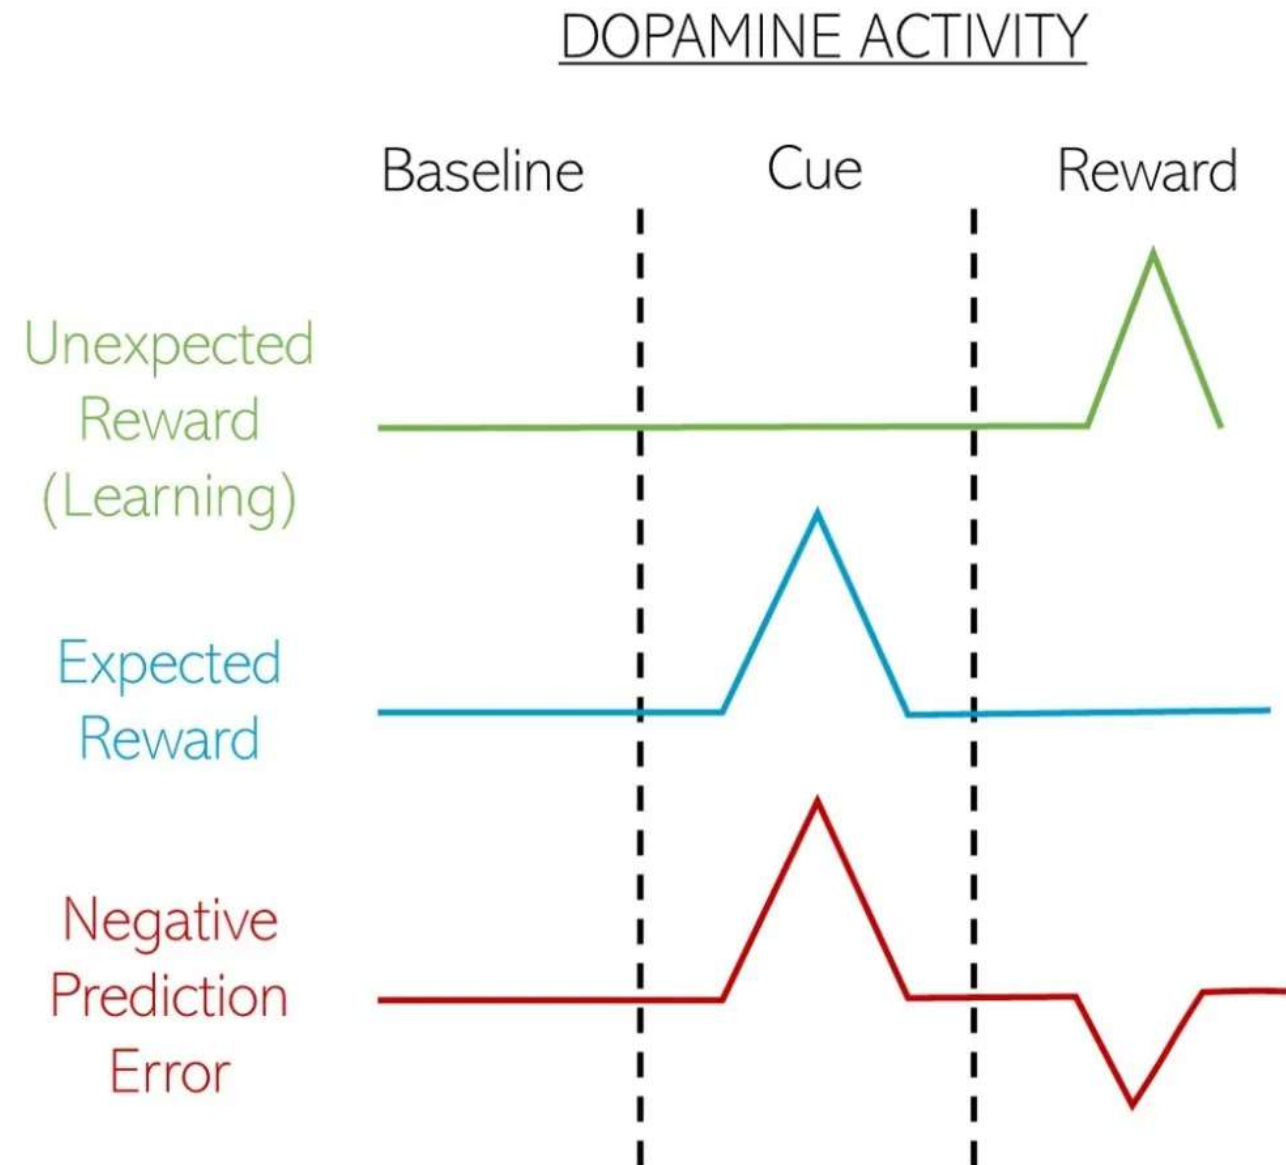 DOPAMINE ACTIVITY
Baseline
Cue
Reward
Unexpected
Reward
(Learning)
Expected
Reward
Negative
Prediction
Error